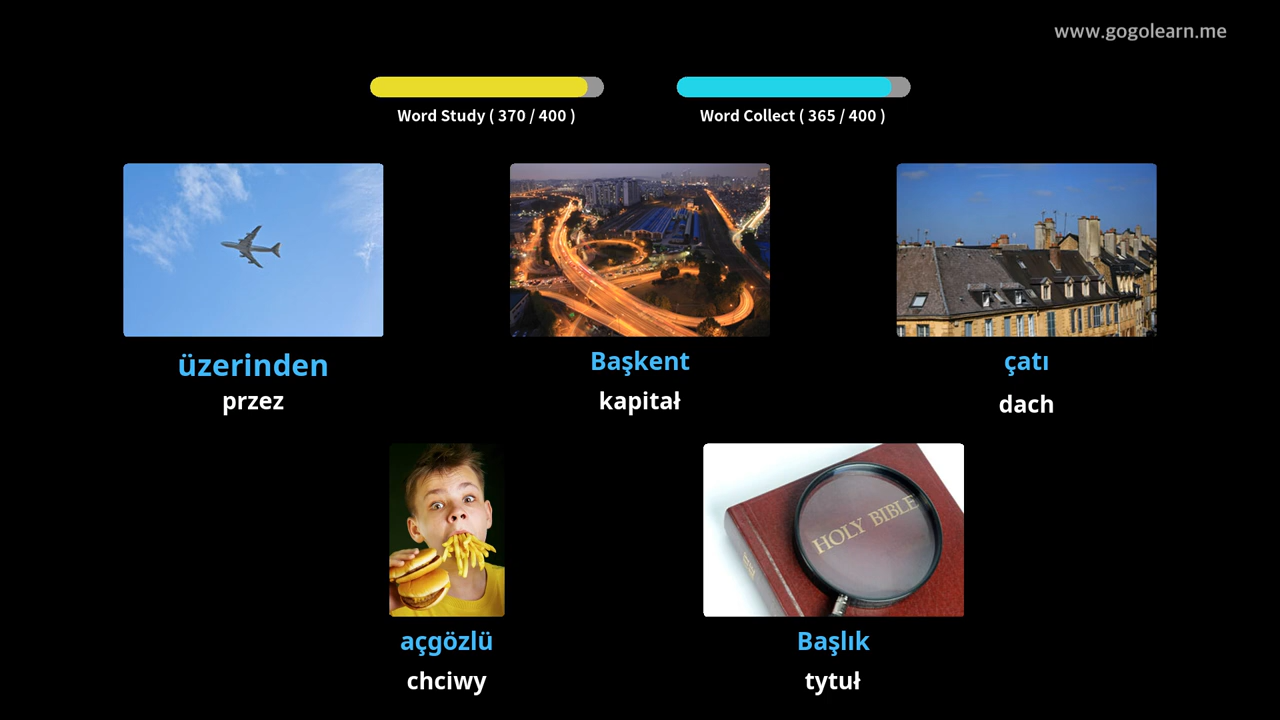 www.gogolearn.me
Word Study ( 370 / 400 )
Word Collect ( 365 / 400 )
üzerinden
przez
Başkent
kapitał
çatı
dach
HOLY BIBLE
açgözlü
chciwy
Başlık
tytuł